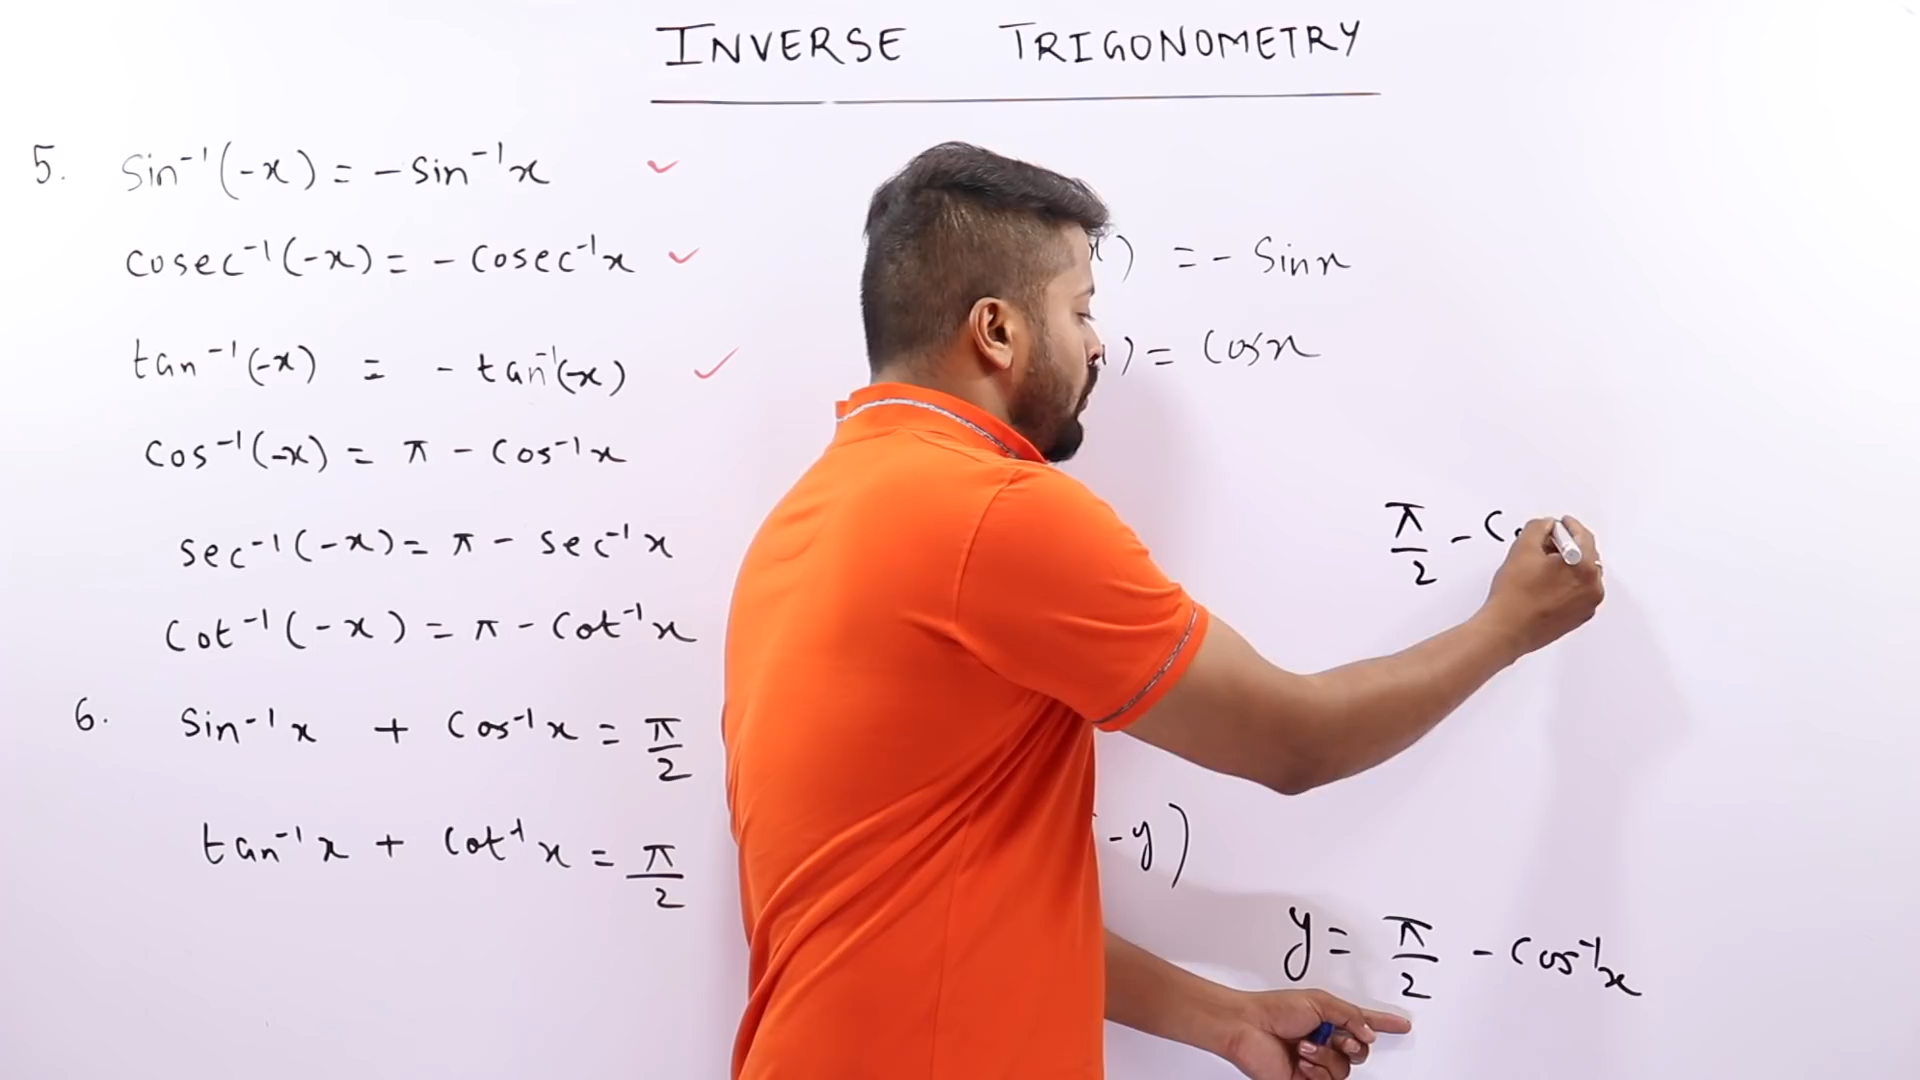 INVERSE TRIGONOMETRY
5. Sin⁻¹(-x) = -Sin⁻¹x
Cosec⁻¹(-x) = - Cosec⁻¹x
tan⁻¹(-x) = - tan⁻¹(-x)
Cos⁻¹(-x) = π - Cos⁻¹x
Sec⁻¹(-x) = π - Sec⁻¹x
Cot⁻¹(-x) = π - Cot⁻¹x
6. Sin⁻¹x + Cos⁻¹x = π/2
tan⁻¹x + Cot⁻¹x = π/2
) = - Sinx
) = Cosx
π/2 - Co
-y)
y = π/2 - Cos⁻¹x